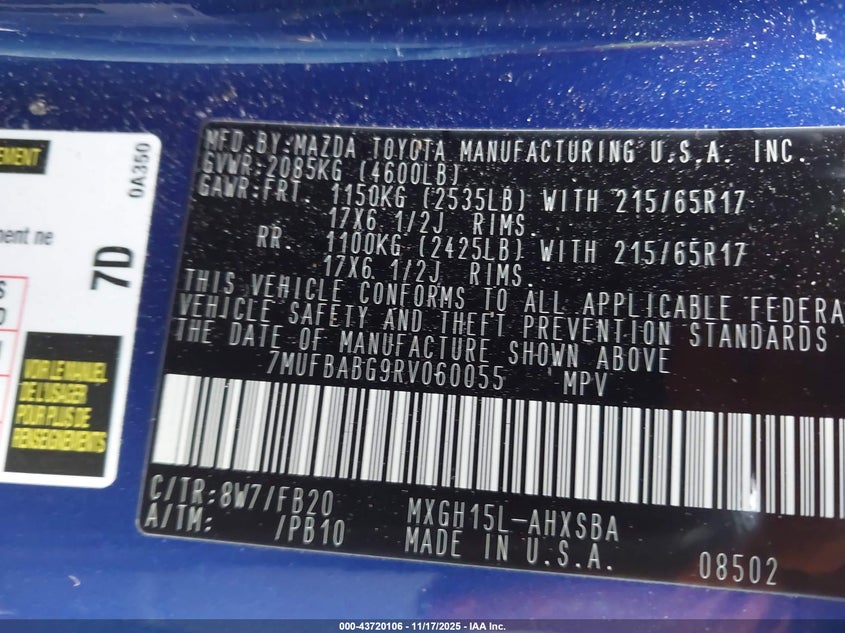 MFD.BY:MAZDA TOYOTA MANUFACTURING U.S.A. INC.
GVWR:2085KG (4600LB)
GAWR:FRT. 1150KG (2535LB) WITH 215/65R17
17X6 1/2J RIMS.
RR. 1100KG (2425LB) WITH 215/65R17
17X6 1/2J RIMS.
THIS VEHICLE CONFORMS TO ALL APPLICABLE FEDERA
VEHICLE SAFETY AND THEFT PREVENTION STANDARDS
THE DATE OF MANUFACTURE SHOWN ABOVE
7MUFBABG9RV060055 MPV
C/TR:8W7/FB20 MXGH15L-AHXSBA
A/TM: /PB10 MADE IN U.S.A.
08502
0A350
7D
VOIR LE MANUEL
DE L'USAGER
POUR PLUS DE
RENSEIGNEMENTS
000-43720106 - 11/17/2025 - IAA Inc.